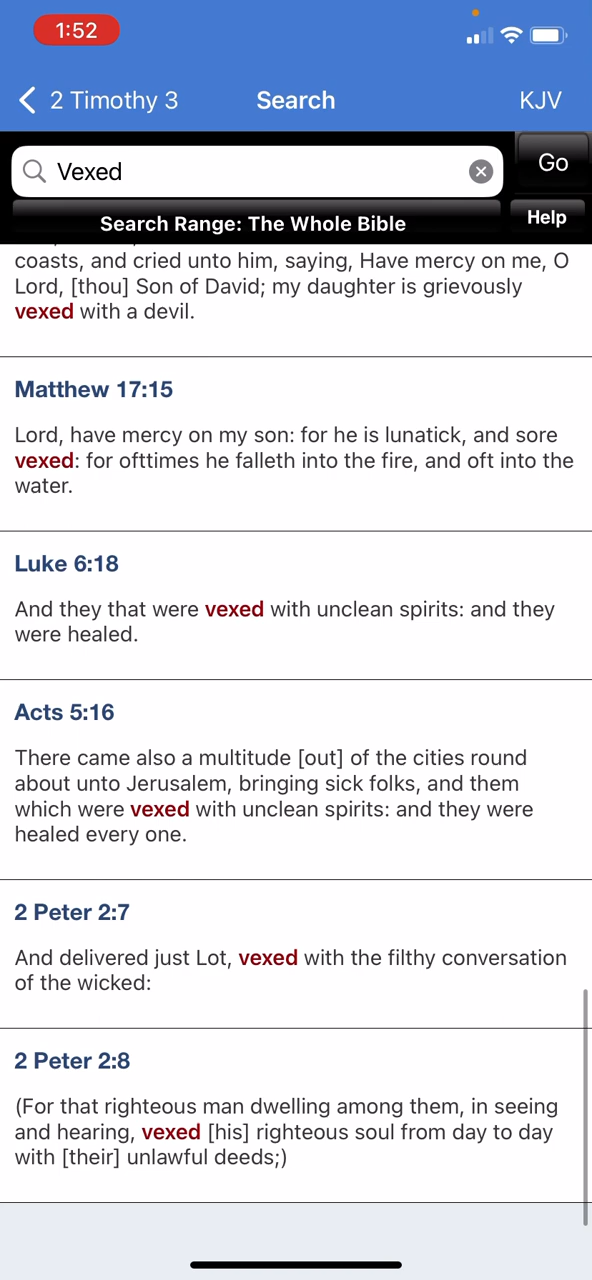 1:52
2 Timothy 3
Search
KJV
Vexed
Go
Search Range: The Whole Bible
Help
coasts, and cried unto him, saying, Have mercy on me, O
Lord, [thou] Son of David; my daughter is grievously
vexed with a devil.
Matthew 17:15
Lord, have mercy on my son: for he is lunatick, and sore
vexed: for ofttimes he falleth into the fire, and oft into the
water.
Luke 6:18
And they that were vexed with unclean spirits: and they
were healed.
Acts 5:16
There came also a multitude [out] of the cities round
about unto Jerusalem, bringing sick folks, and them
which were vexed with unclean spirits: and they were
healed every one.
2 Peter 2:7
And delivered just Lot, vexed with the filthy conversation
of the wicked:
2 Peter 2:8
(For that righteous man dwelling among them, in seeing
and hearing, vexed [his] righteous soul from day to day
with [their] unlawful deeds;)